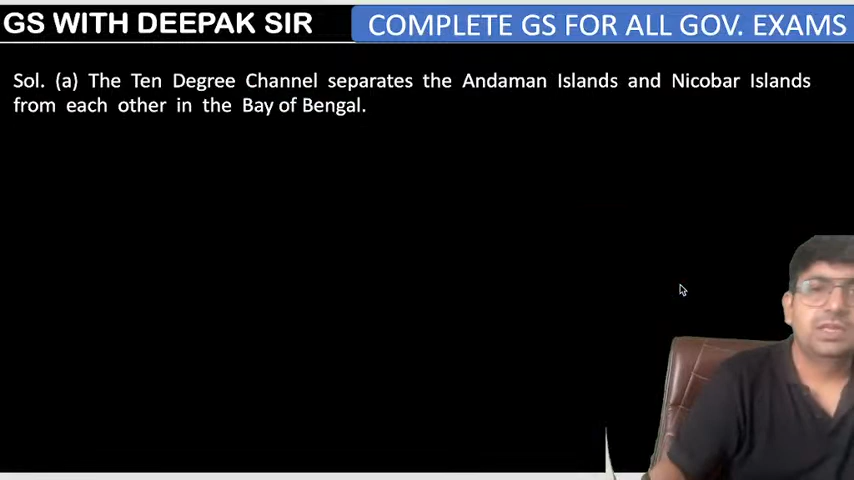 GS WITH DEEPAK SIR
COMPLETE GS FOR ALL GOV. EXAMS
Sol. (a) The Ten Degree Channel separates the Andaman Islands and Nicobar Islands
from each other in the Bay of Bengal.